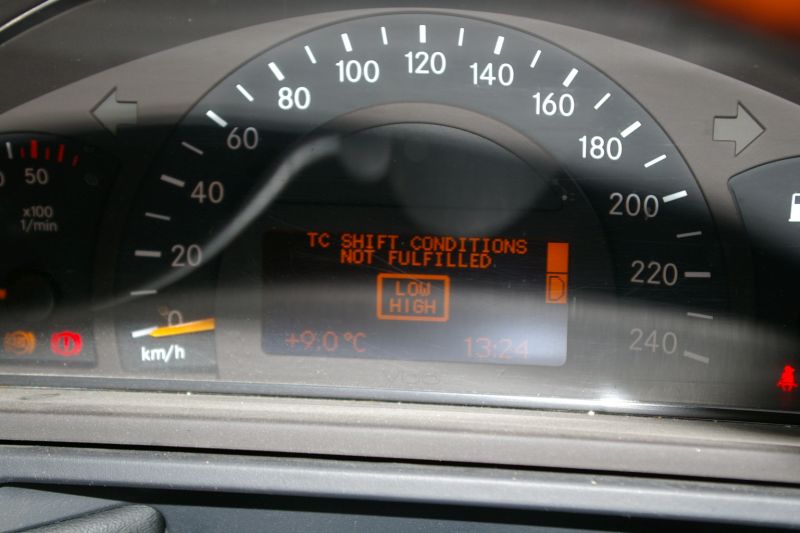 50
x100
1/min
0
20
40
60
80
100
120
140
160
180
200
220
240
km/h
TC SHIFT CONDITIONS
NOT FULFILLED
LOW
HIGH
D
+9.0°C
13:24